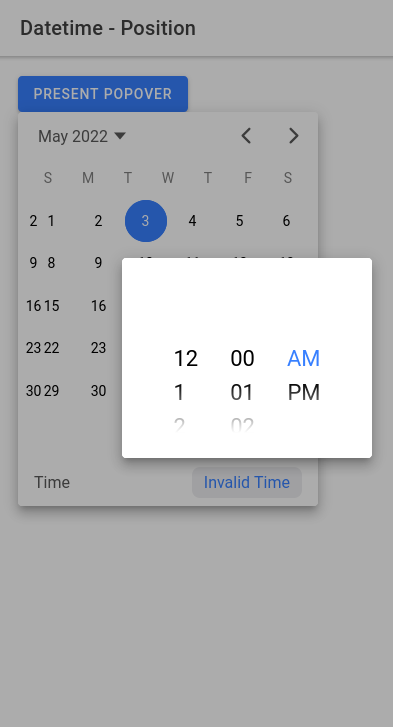 Datetime - Position
PRESENT POPOVER
May 2022
S M T W T F S
2 1 2 3 4 5 6
9 8 9
16 15 16
23 22 23
30 29 30
12 00 AM
1 01 PM
2 02
Time Invalid Time